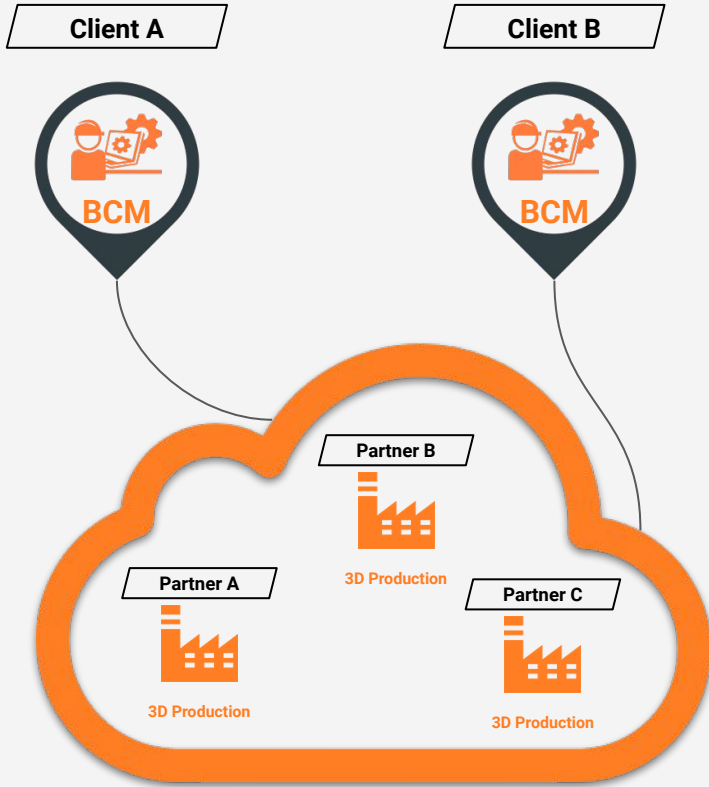 Client A
Client B
BCM
BCM
Partner B
3D Production
Partner A
3D Production
Partner C
3D Production